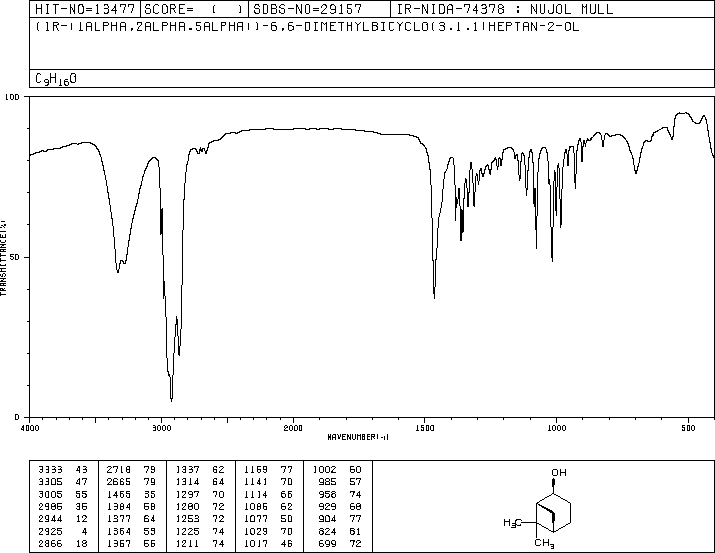 HIT-NO=13477 SCORE= ( ) SDBS-NO=29157 IR-NIDA-74378 : NUJOL MULL
(1R-(1ALPHA,2ALPHA,5ALPHA))-6,6-DIMETHYLBICYCLO(3.1.1)HEPTAN-2-OL
C9H16O
100
50
0
TRANSMITTANCE(%)
4000 3000 2000 1500 1000 500
WAVENUMBER(-1)
3333 43 2718 79 1337 62 1169 77 1002 60
3305 47 2665 79 1314 64 1141 70 985 57
3005 55 1465 35 1297 70 1114 66 958 74
2985 36 1384 58 1280 72 1086 62 929 68
2944 12 1377 64 1253 72 1077 50 904 77
2925 4 1364 53 1225 74 1029 70 824 81
2866 18 1357 55 1211 74 1017 46 699 72
OH
H3C
CH3